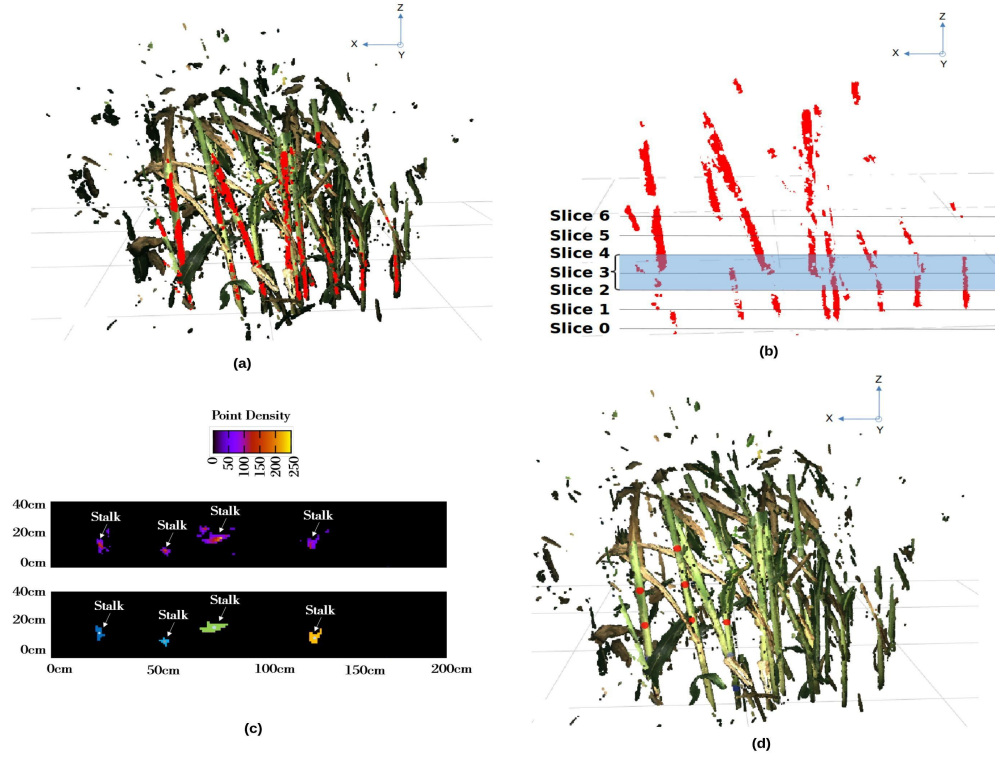 Z
X
Y
(a)
Z
X
Y
Slice 6
Slice 5
Slice 4
Slice 3
Slice 2
Slice 1
Slice 0
(b)
Point Density
0 50 100 150 200 250
40cm
20cm
0cm
Stalk Stalk Stalk Stalk
40cm
20cm
0cm
Stalk Stalk Stalk Stalk
0cm 50cm 100cm 150cm 200cm
(c)
Z
X
Y
(d)